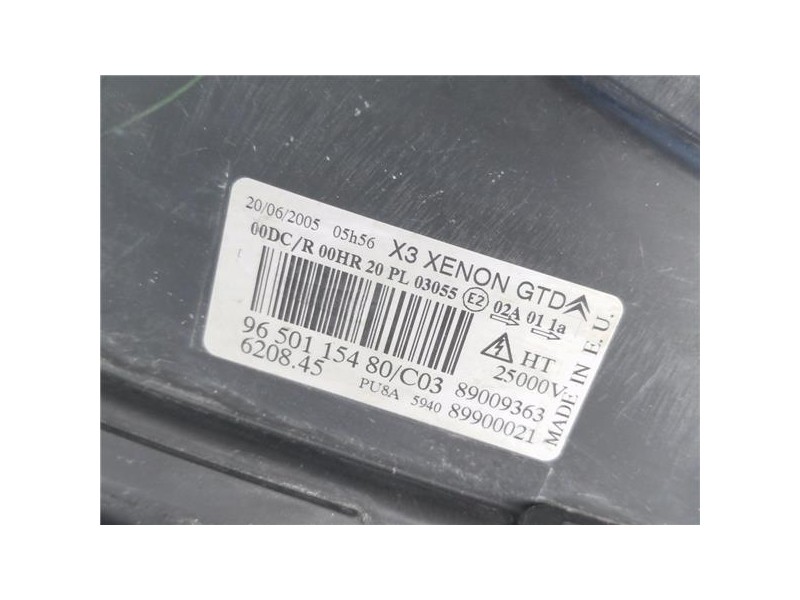 20/06/2005 05h56 X3 XENON GTD
00DC/R 00HR 20 PL 03055 E2 02A 01 1a
HT
25000V
96 501 154 80/C03 89009363
6208.45 PU8A 5940 89900021
MADE IN E.U.